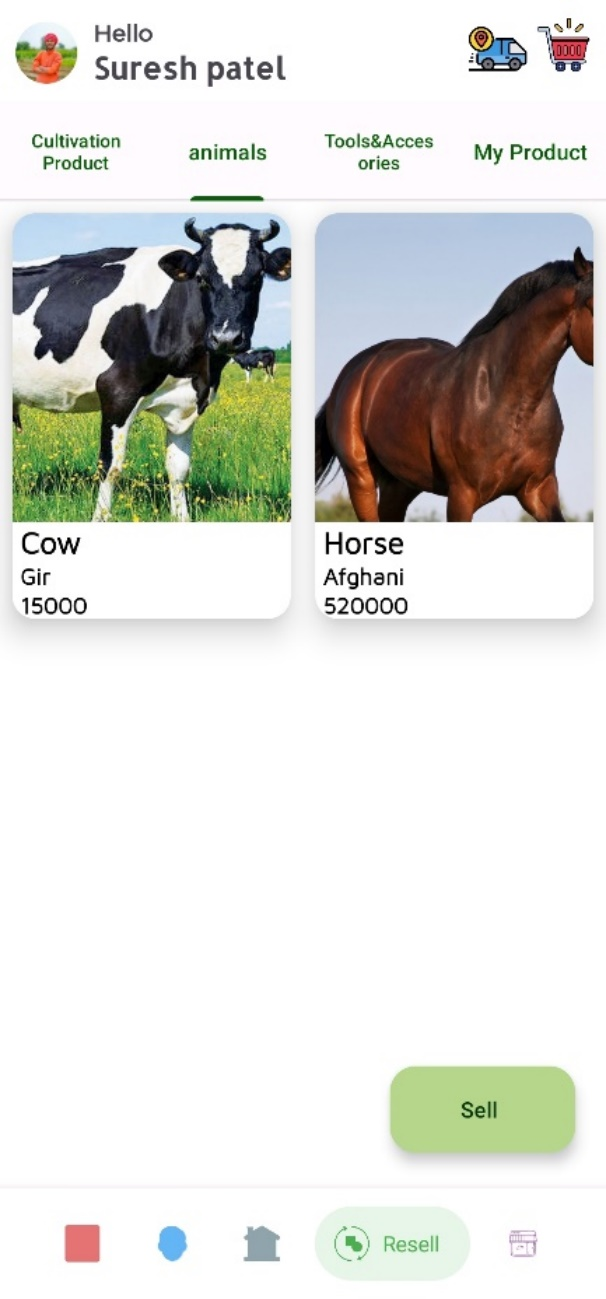 Hello
Suresh patel
Cultivation
Product
animals
Tools&Acces
ories
My Product
Cow
Gir
15000
Horse
Afghani
520000
Sell
Resell